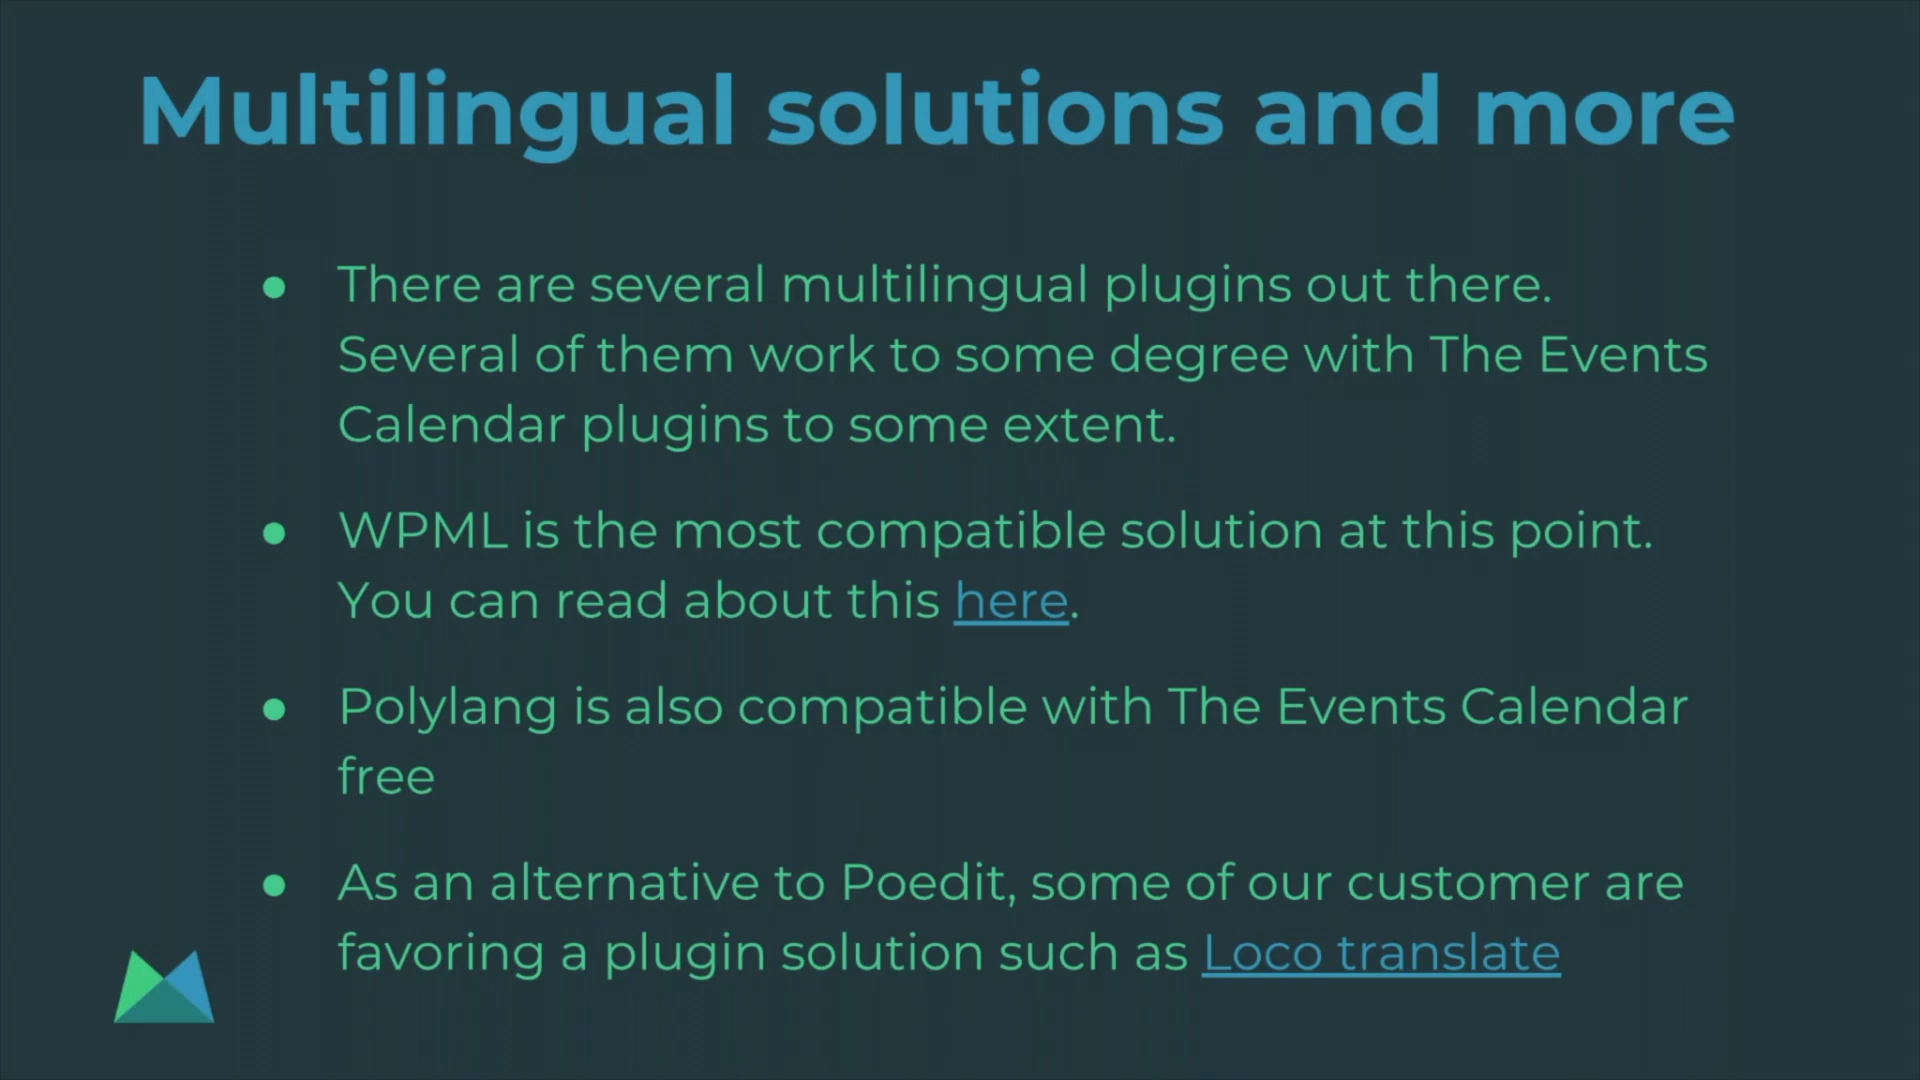 Multilingual solutions and more
● There are several multilingual plugins out there.
Several of them work to some degree with The Events
Calendar plugins to some extent.
● WPML is the most compatible solution at this point.
You can read about this here.
● Polylang is also compatible with The Events Calendar
free
● As an alternative to Poedit, some of our customer are
favoring a plugin solution such as Loco translate